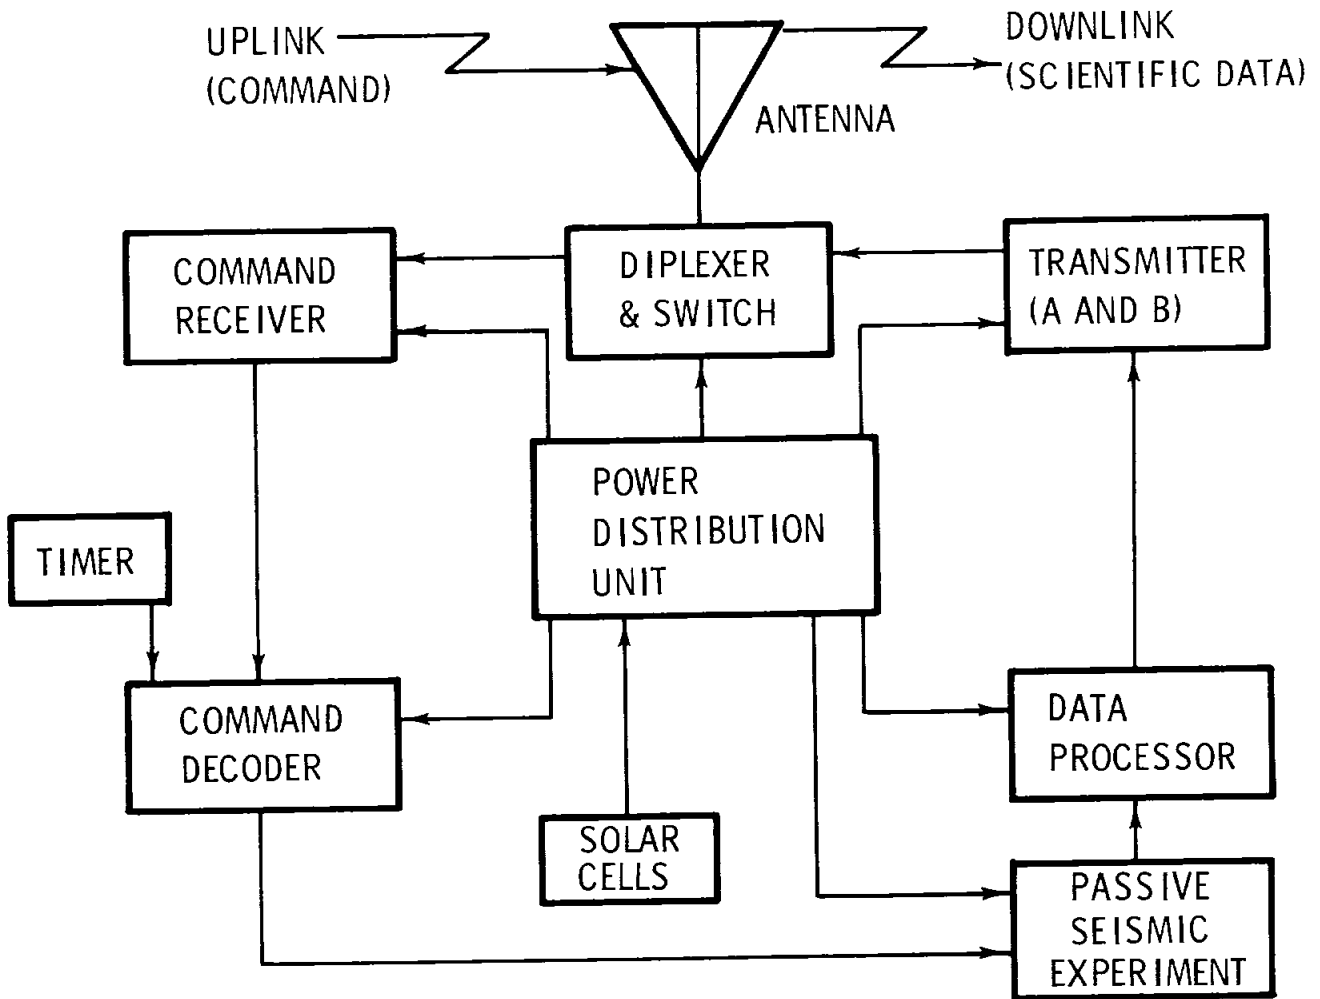 UPLINK
(COMMAND)
DOWNLINK
(SCIENTIFIC DATA)
ANTENNA
COMMAND
RECEIVER
DIPLEXER
& SWITCH
TRANSMITTER
(A AND B)
POWER
DISTRIBUTION
UNIT
TIMER
COMMAND
DECODER
SOLAR
CELLS
DATA
PROCESSOR
PASSIVE
SEISMIC
EXPERIMENT